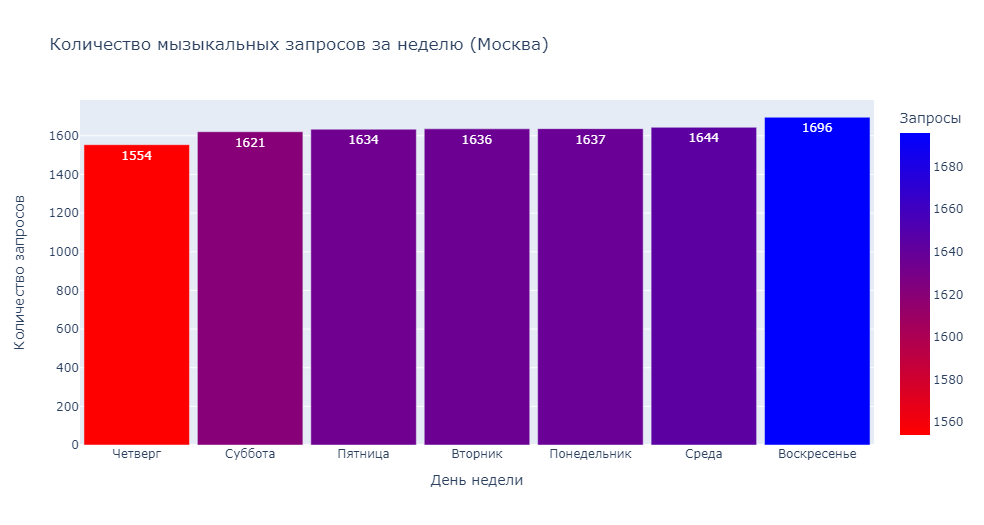 Количество мызыкальных запросов за неделю (Москва)
Количество запросов
1600
1400
1200
1000
800
600
400
200
0
1554
1621
1634
1636
1637
1644
1696
Четверг
Суббота
Пятница
Вторник
Понедельник
Среда
Воскресенье
День недели
Запросы
1680
1660
1640
1620
1600
1580
1560